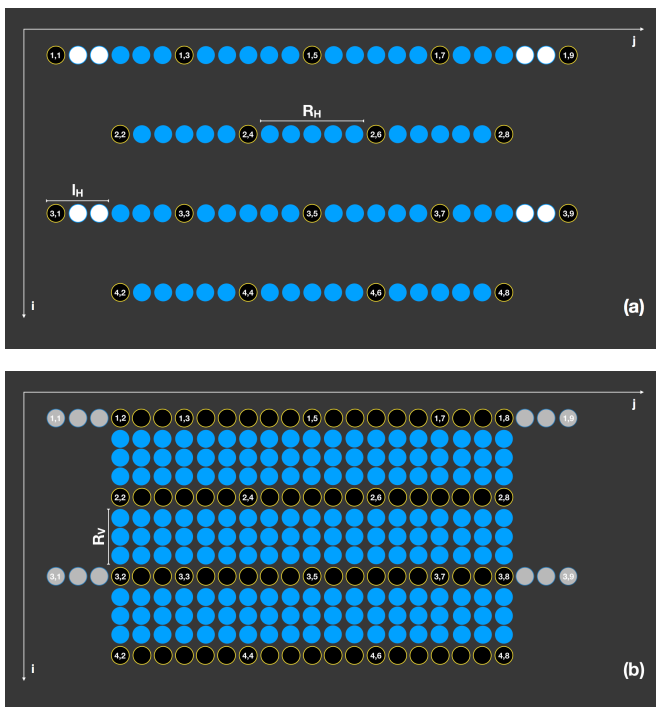 j
1,1 1,3 1,5 1,7 1,9
R_H
2,2 2,4 2,6 2,8
I_H
3,1 3,3 3,5 3,7 3,9
4,2 4,4 4,6 4,8
i
(a)
j
1,1 1,2 1,3 1,5 1,7 1,8 1,9
2,2 2,4 2,6 2,8
R_V
3,1 3,2 3,3 3,5 3,7 3,8 3,9
4,2 4,4 4,6 4,8
i
(b)